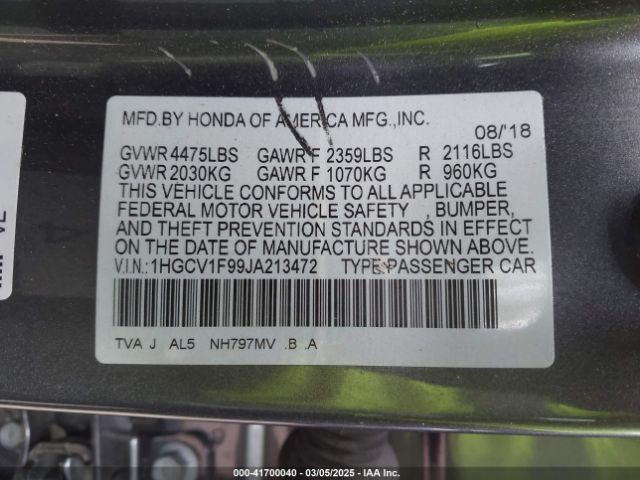 MFD.BY HONDA OF AMERICA MFG.,INC.
08/'18
GVWR 4475LBS GAWR F 2359LBS R 2116LBS
GVWR 2030KG GAWR F 1070KG R 960KG
THIS VEHICLE CONFORMS TO ALL APPLICABLE
FEDERAL MOTOR VEHICLE SAFETY , BUMPER,
AND THEFT PREVENTION STANDARDS IN EFFECT
ON THE DATE OF MANUFACTURE SHOWN ABOVE.
V.I.N.: 1HGCV1F99JA213472 TYPE:PASSENGER CAR
TVA J AL5 NH797MV .B .A
000-41700040 - 03/05/2025 - IAA Inc.